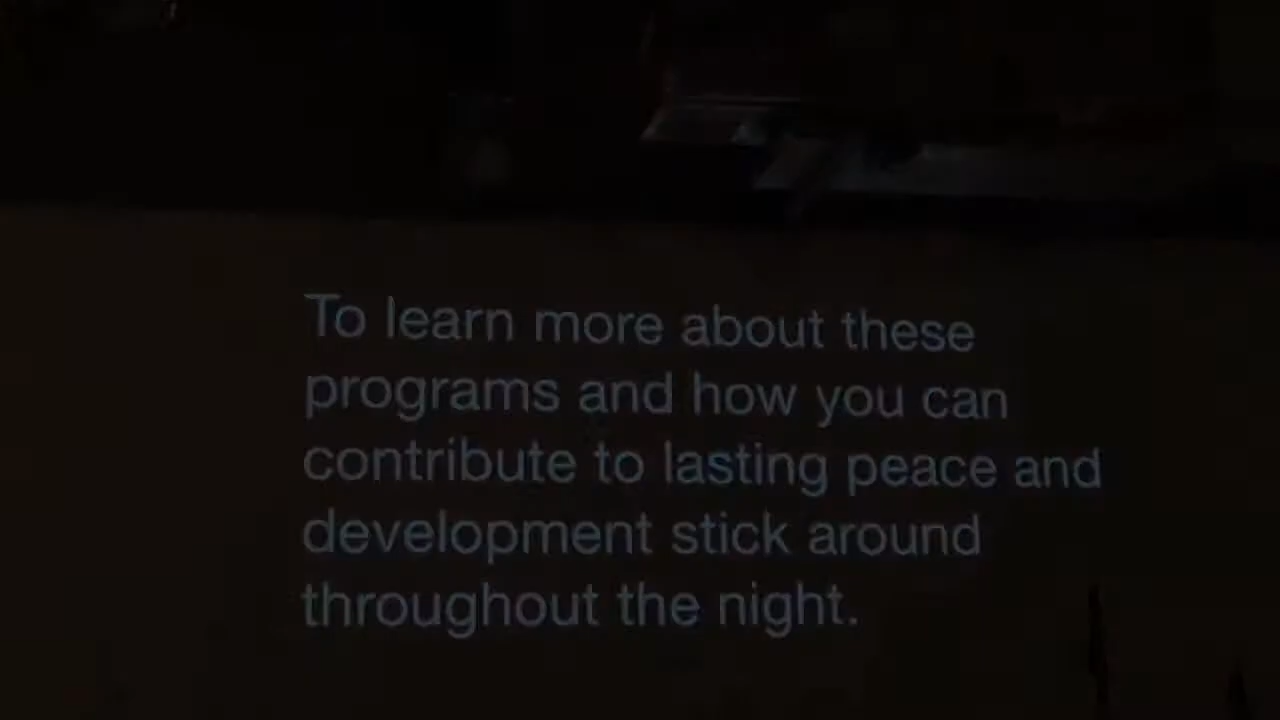 To learn more about these
programs and how you can
contribute to lasting peace and
development stick around
throughout the night.